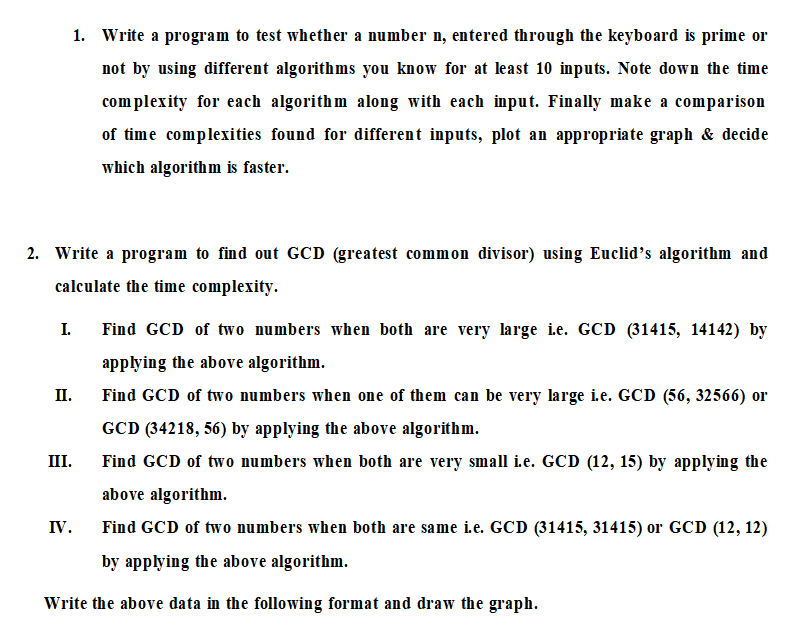 1. Write a program to test whether a number n, entered through the keyboard is prime or
not by using different algorithms you know for at least 10 inputs. Note down the time
complexity for each algorithm along with each input. Finally make a comparison
of time complexities found for different inputs, plot an appropriate graph & decide
which algorithm is faster.
2. Write a program to find out GCD (greatest common divisor) using Euclid's algorithm and
calculate the time complexity.
I. Find GCD of two numbers when both are very large i.e. GCD (31415, 14142) by
applying the above algorithm.
II. Find GCD of two numbers when one of them can be very large i.e. GCD (56, 32566) or
GCD (34218, 56) by applying the above algorithm.
III. Find GCD of two numbers when both are very small i.e. GCD (12, 15) by applying the
above algorithm.
IV. Find GCD of two numbers when both are same i.e. GCD (31415, 31415) or GCD (12, 12)
by applying the above algorithm.
Write the above data in the following format and draw the graph.